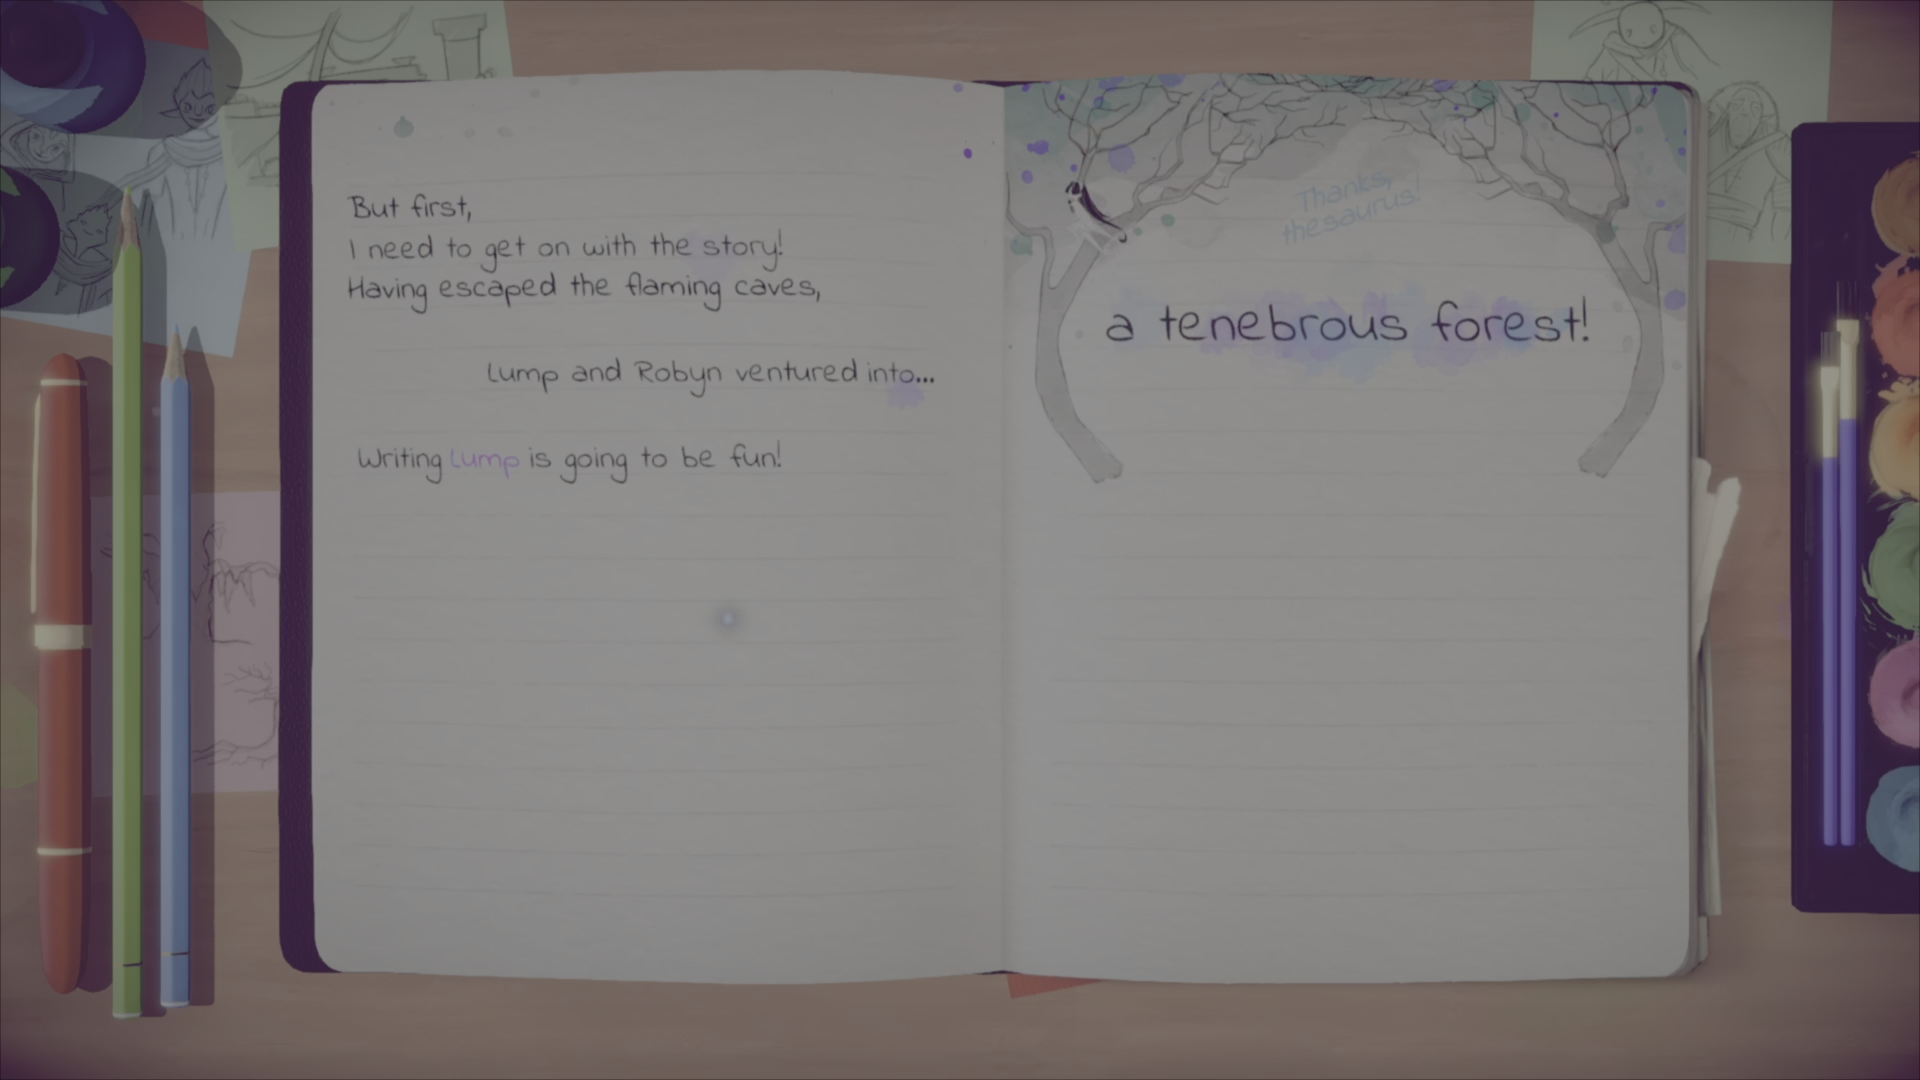 But first,
I need to get on with the story!
Having escaped the flaming caves,
Lump and Robyn ventured into...
Writing Lump is going to be fun!
Thanks,
thesaurus!
a tenebrous forest!